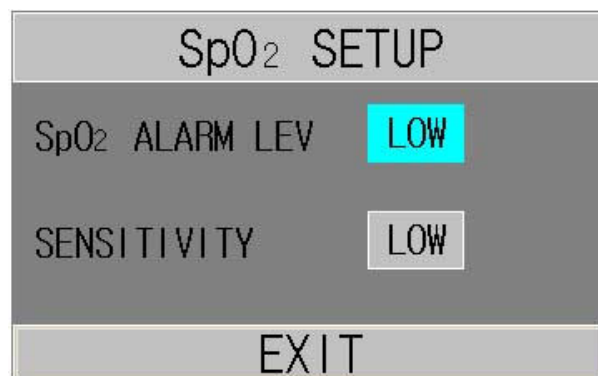 SpO₂ SETUP
SpO₂ ALARM LEV LOW
SENSITIVITY LOW
EXIT